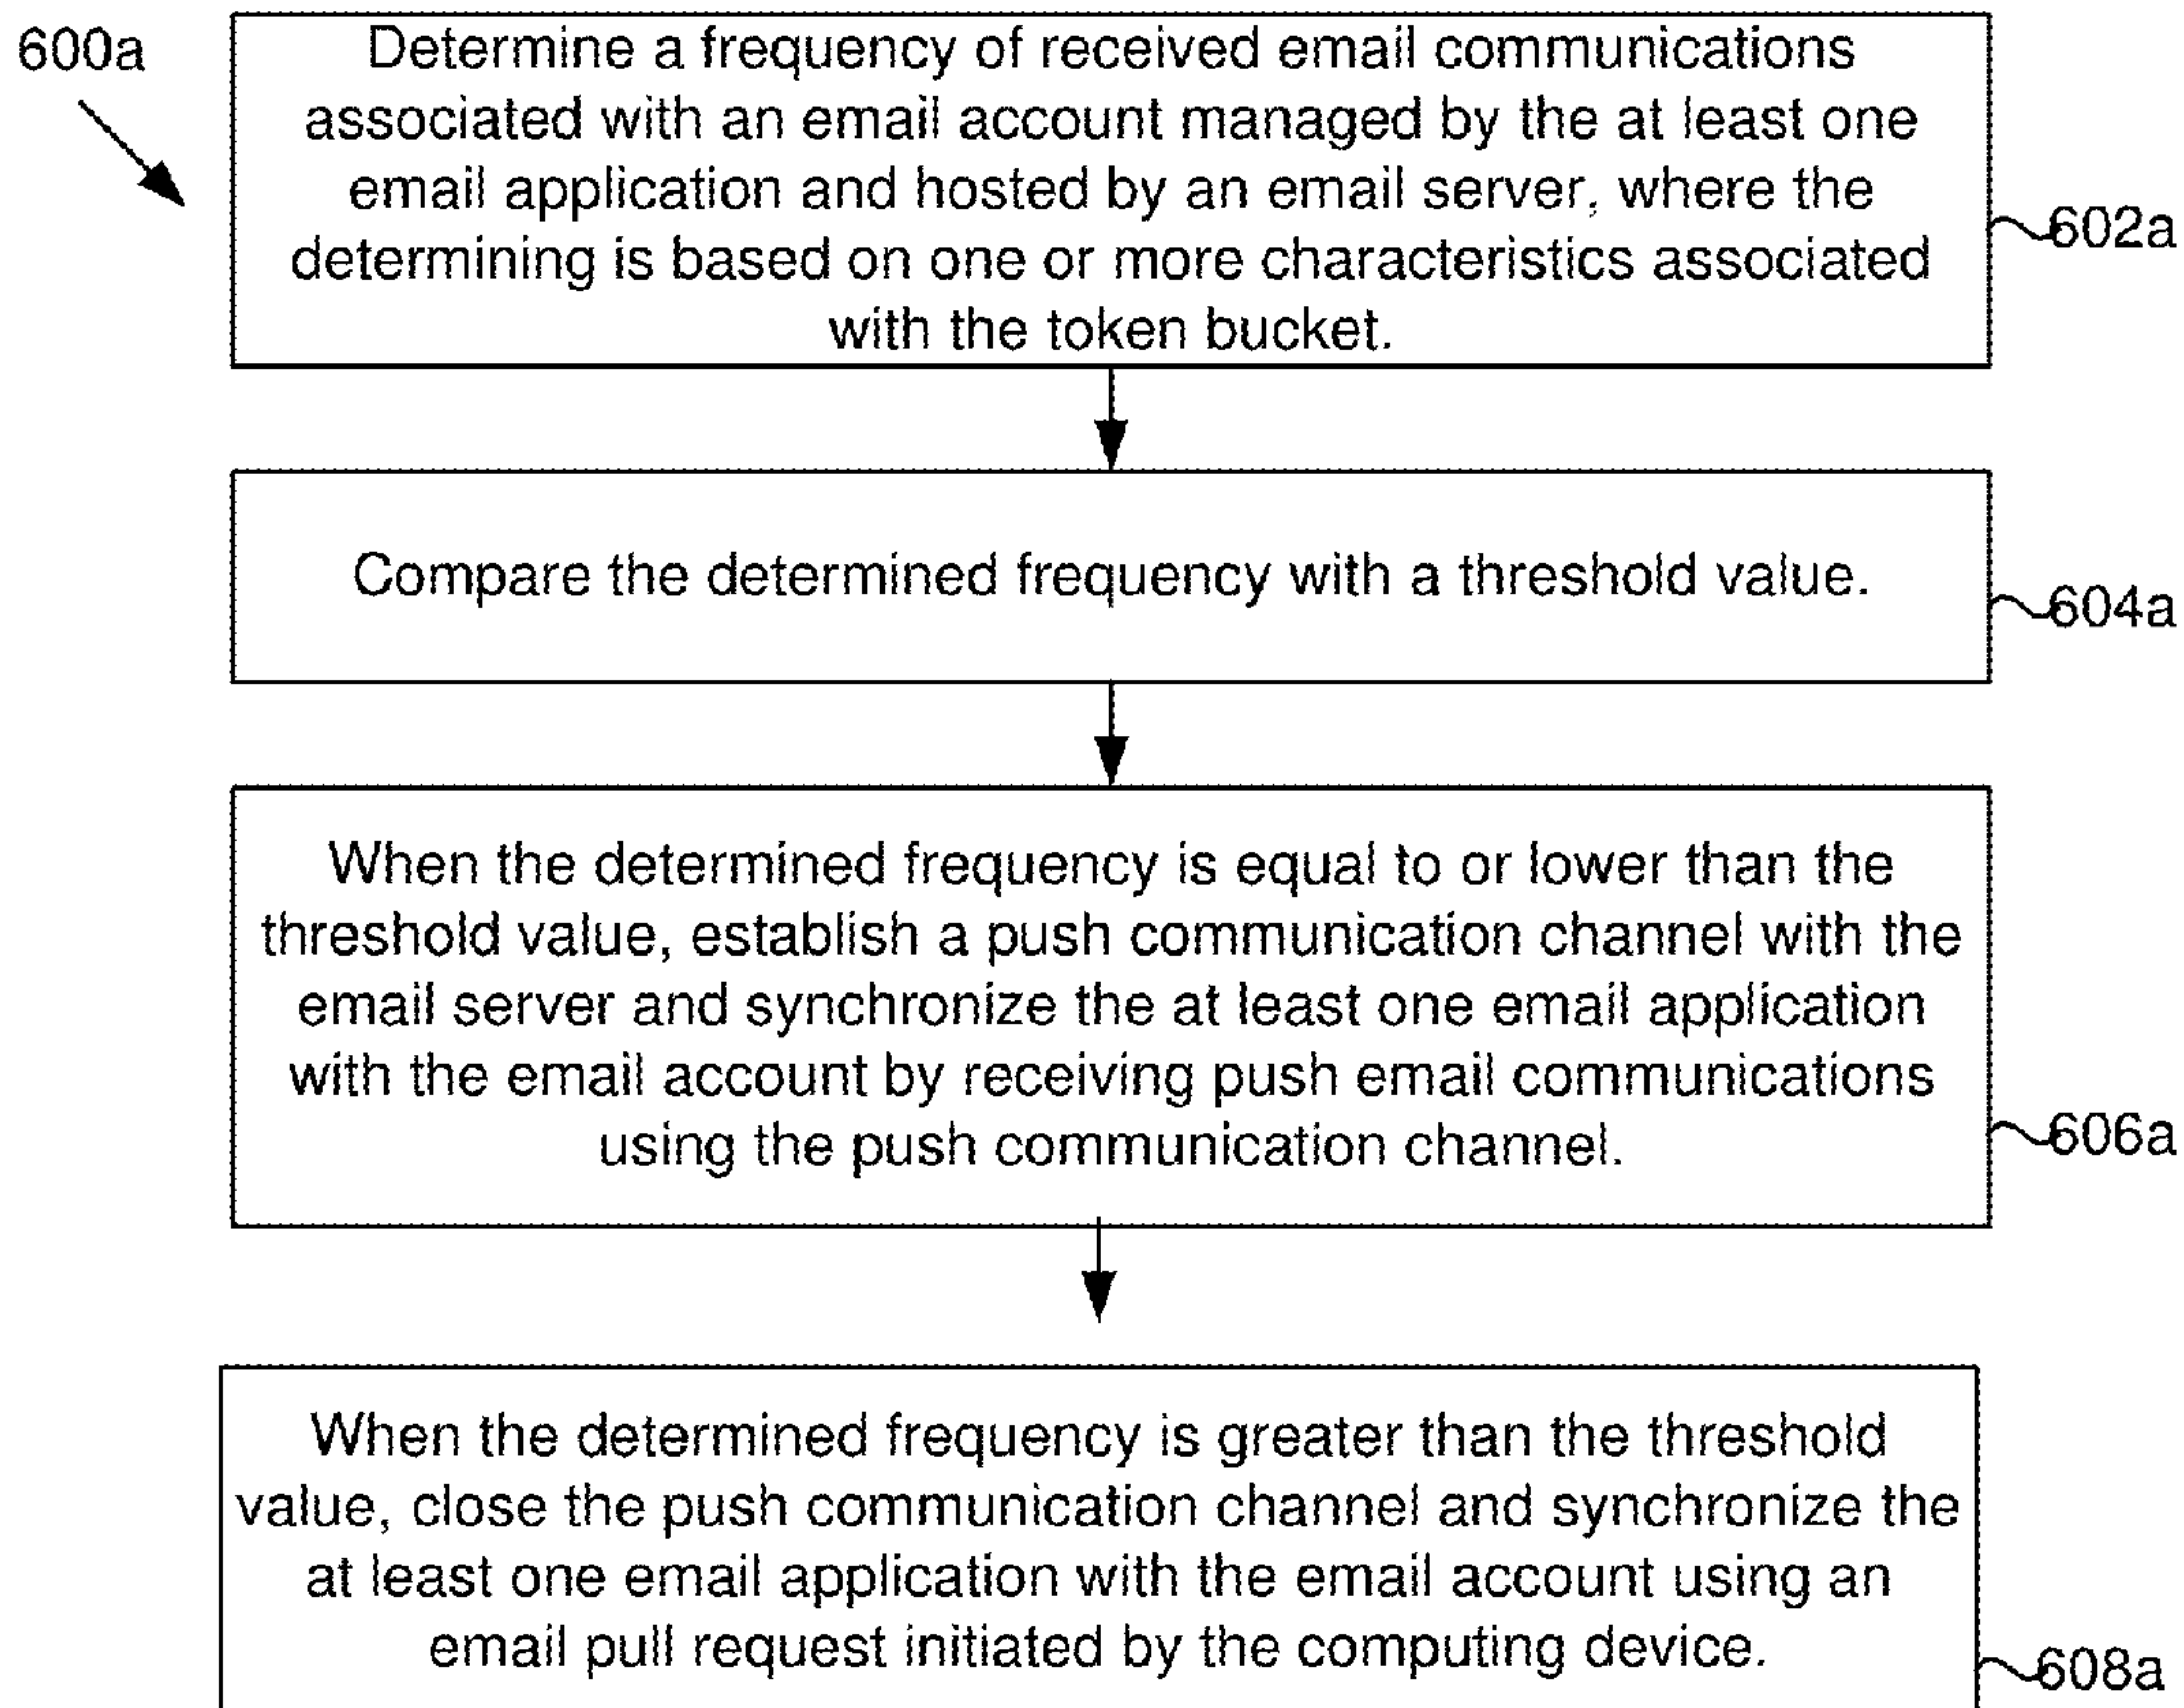 600a
Determine a frequency of received email communications
associated with an email account managed by the at least one
email application and hosted by an email server, where the
determining is based on one or more characteristics associated
with the token bucket.
602a
Compare the determined frequency with a threshold value.
604a
When the determined frequency is equal to or lower than the
threshold value, establish a push communication channel with the
email server and synchronize the at least one email application
with the email account by receiving push email communications
using the push communication channel.
606a
When the determined frequency is greater than the threshold
value, close the push communication channel and synchronize the
at least one email application with the email account using an
email pull request initiated by the computing device.
608a